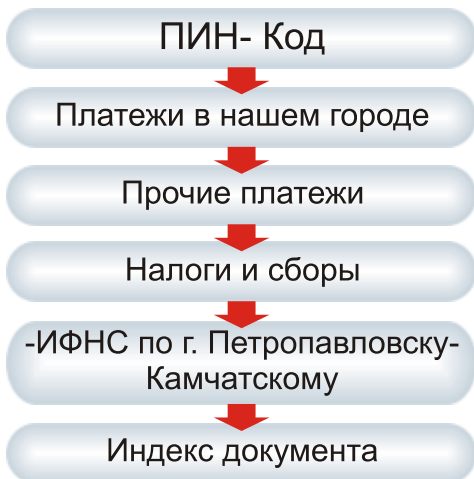 ПИН- Код
Платежи в нашем городе
Прочие платежи
Налоги и сборы
-ИФНС по г. Петропавловску-
Камчатскому
Индекс документа